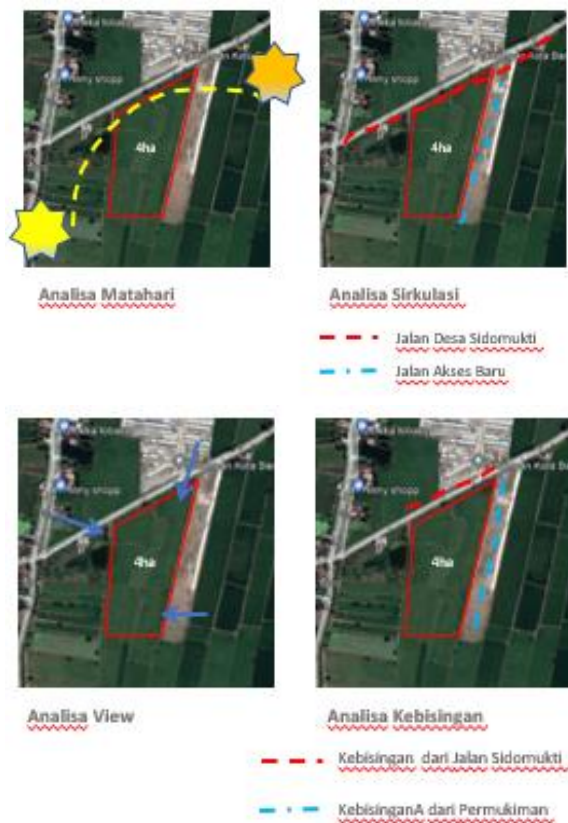 4ha
4ha
Analisa Matahari
Analisa Sirkulasi
Jalan Desa Sidomukti
Jalan Akses Baru
4ha
4ha
Analisa View
Analisa Kebisingan
Kebisingan dari Jalan Sidomukti
KebisinganA dari Permukiman